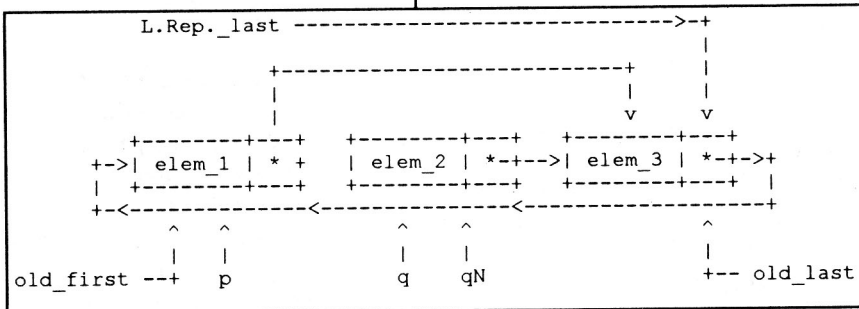 L.Rep._last ------------------------------->-+
+-----------------------------+ |
| | |
| v v
+---------+---+ +---------+---+ +---------+---+
+->| elem_1 | * + | elem_2 | *-+-->| elem_3 | *-+->+
| +---------+---+ +---------+---+ +---------+---+ |
+-<---------------<-----------------<---------------------+
^ ^ ^ ^ ^
| | | | |
old_first --+ p q qN +-- old_last